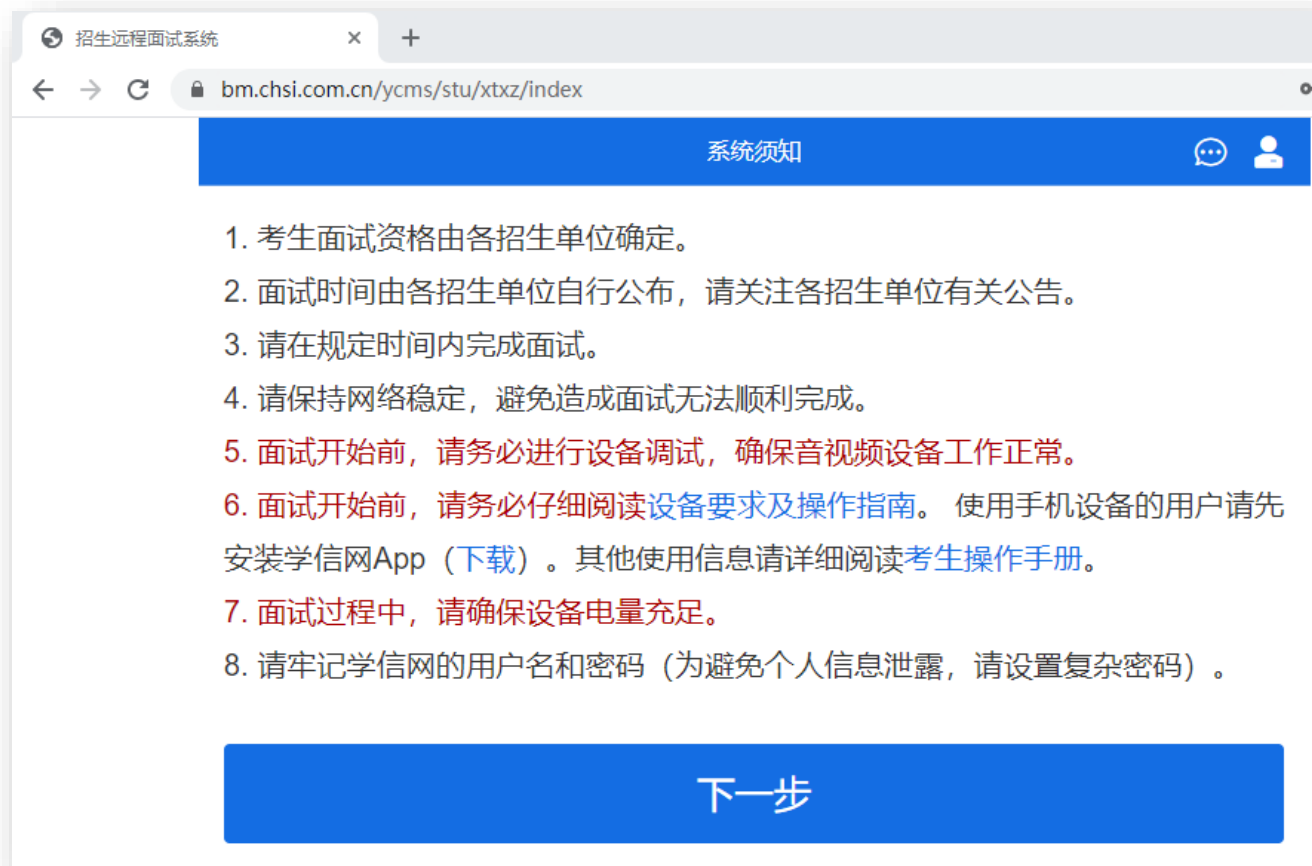 招生远程面试系统
bm.chsi.com.cn/ycms/stu/xtxz/index
系统须知
1. 考生面试资格由各招生单位确定。
2. 面试时间由各招生单位自行公布，请关注各招生单位有关公告。
3. 请在规定时间内完成面试。
4. 请保持网络稳定，避免造成面试无法顺利完成。
5. 面试开始前，请务必进行设备调试，确保音视频设备工作正常。
6. 面试开始前，请务必仔细阅读设备要求及操作指南。 使用手机设备的用户请先
安装学信网App（下载）。其他使用信息请详细阅读考生操作手册。
7. 面试过程中，请确保设备电量充足。
8. 请牢记学信网的用户名和密码（为避免个人信息泄露，请设置复杂密码）。
下一步